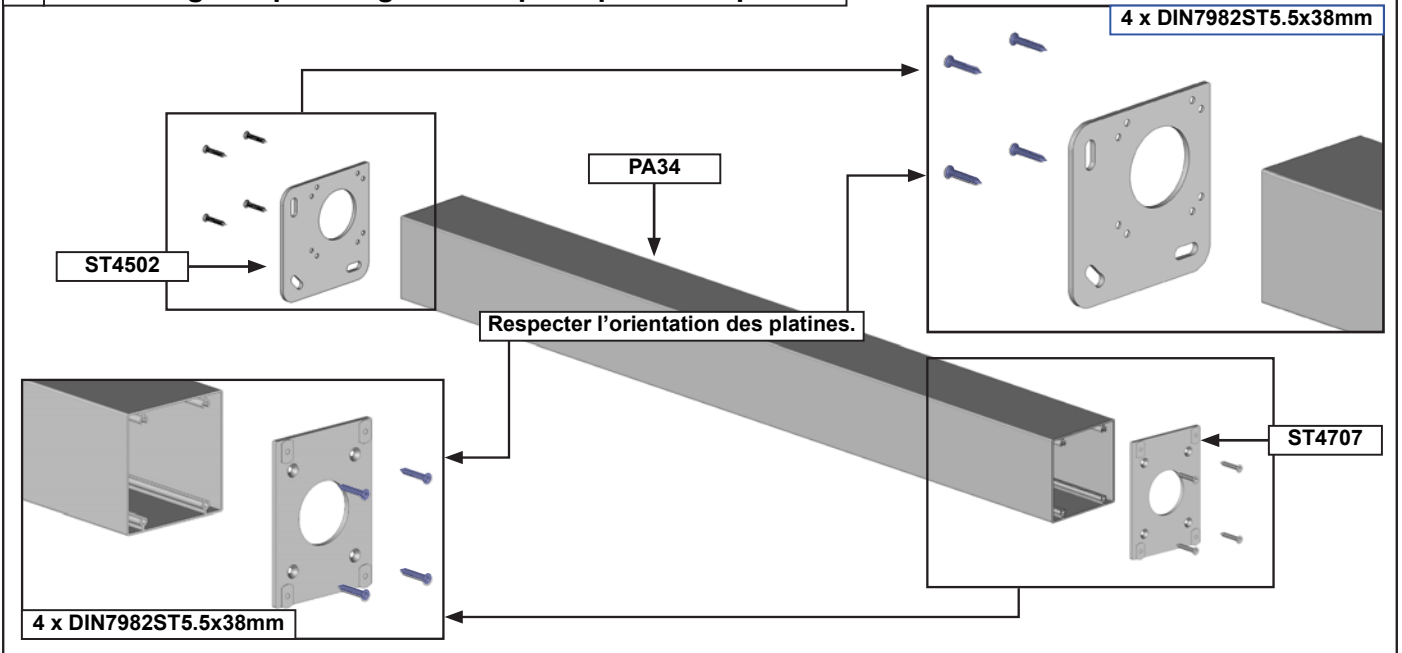 4 x DIN7982ST5.5x38mm
PA34
ST4502
Respecter l’orientation des platines.
ST4707
4 x DIN7982ST5.5x38mm